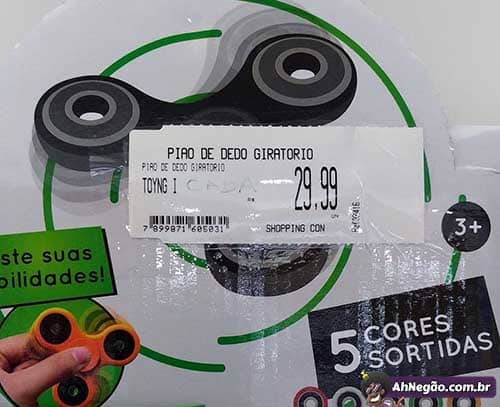 PIAO DE DEDO GIRATORIO
PIAO DE DEDO GIRATORIO
TOYNG I CADA
R$ 29.99
UN
7 899871 605031
SHOPPING CON
3+
ste suas
bilidades!
5 CORES
SORTIDAS
AhNegão.com.br